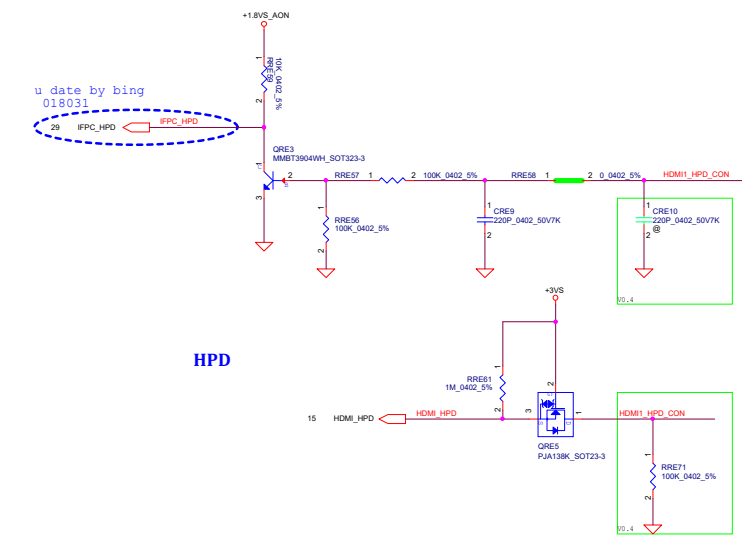 +1.8VS_AON
1
RRE59
10K_0402_5%
2
u date by bing
018031
29 IFPC_HPD IFPC_HPD
QRE3
MMBT3904WH_SOT323-3
1
2 RRE57 1 2 100K_0402_5% RRE58 1 2 0_0402_5% HDMI1_HPD_CON
3
1
RRE56
100K_0402_5%
2
1
CRE9
220P_0402_50V7K
2
1
CRE10
220P_0402_50V7K
@
2
V0.4
+3VS
HPD
1
RRE61
1M_0402_5%
2
2
15 HDMI_HPD HDMI_HPD 3 1 HDMI1_HPD_CON
QRE5
PJA138K_SOT23-3
1
RRE71
100K_0402_5%
2
V0.4